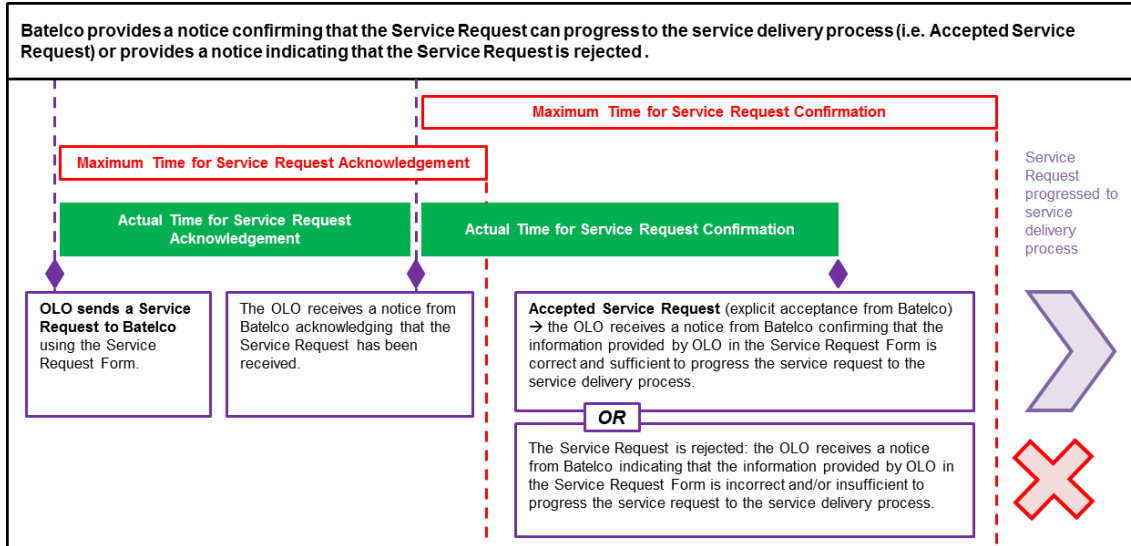 Batelco provides a notice confirming that the Service Request can progress to the service delivery process (i.e. Accepted Service
Request) or provides a notice indicating that the Service Request is rejected.
Maximum Time for Service Request Confirmation
Maximum Time for Service Request Acknowledgement
Service
Request
progressed to
service
delivery
process
Actual Time for Service Request
Acknowledgement
Actual Time for Service Request Confirmation
OLO sends a Service
Request to Batelco
using the Service
Request Form.
The OLO receives a notice from
Batelco acknowledging that the
Service Request has been
received.
Accepted Service Request (explicit acceptance from Batelco)
→ the OLO receives a notice from Batelco confirming that the
information provided by OLO in the Service Request Form is
correct and sufficient to progress the service request to the
service delivery process.
OR
The Service Request is rejected: the OLO receives a notice
from Batelco indicating that the information provided by OLO in
the Service Request Form is incorrect and/or insufficient to
progress the service request to the service delivery process.